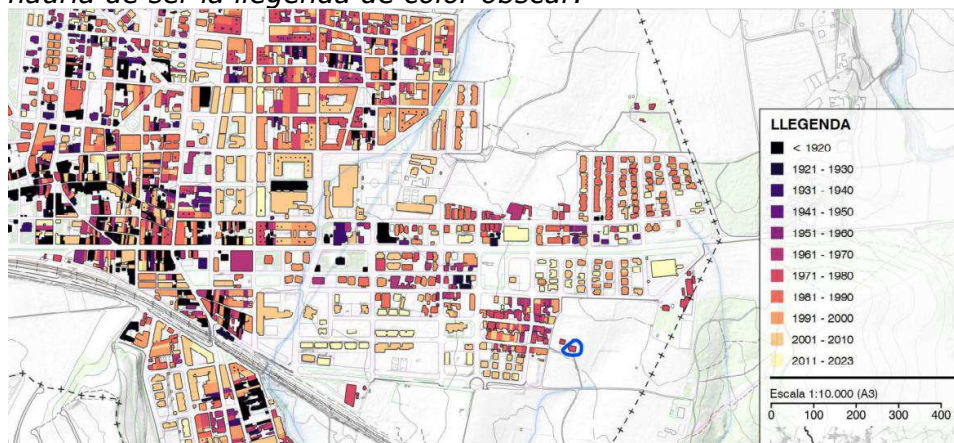 hauria de ser la llegenda de color obscur.
LLEGENDA
< 1920
1921 - 1930
1931 - 1940
1941 - 1950
1951 - 1960
1961 - 1970
1971 - 1980
1981 - 1990
1991 - 2000
2001 - 2010
2011 - 2023
Escala 1:10.000 (A3)
0 100 200 300 400